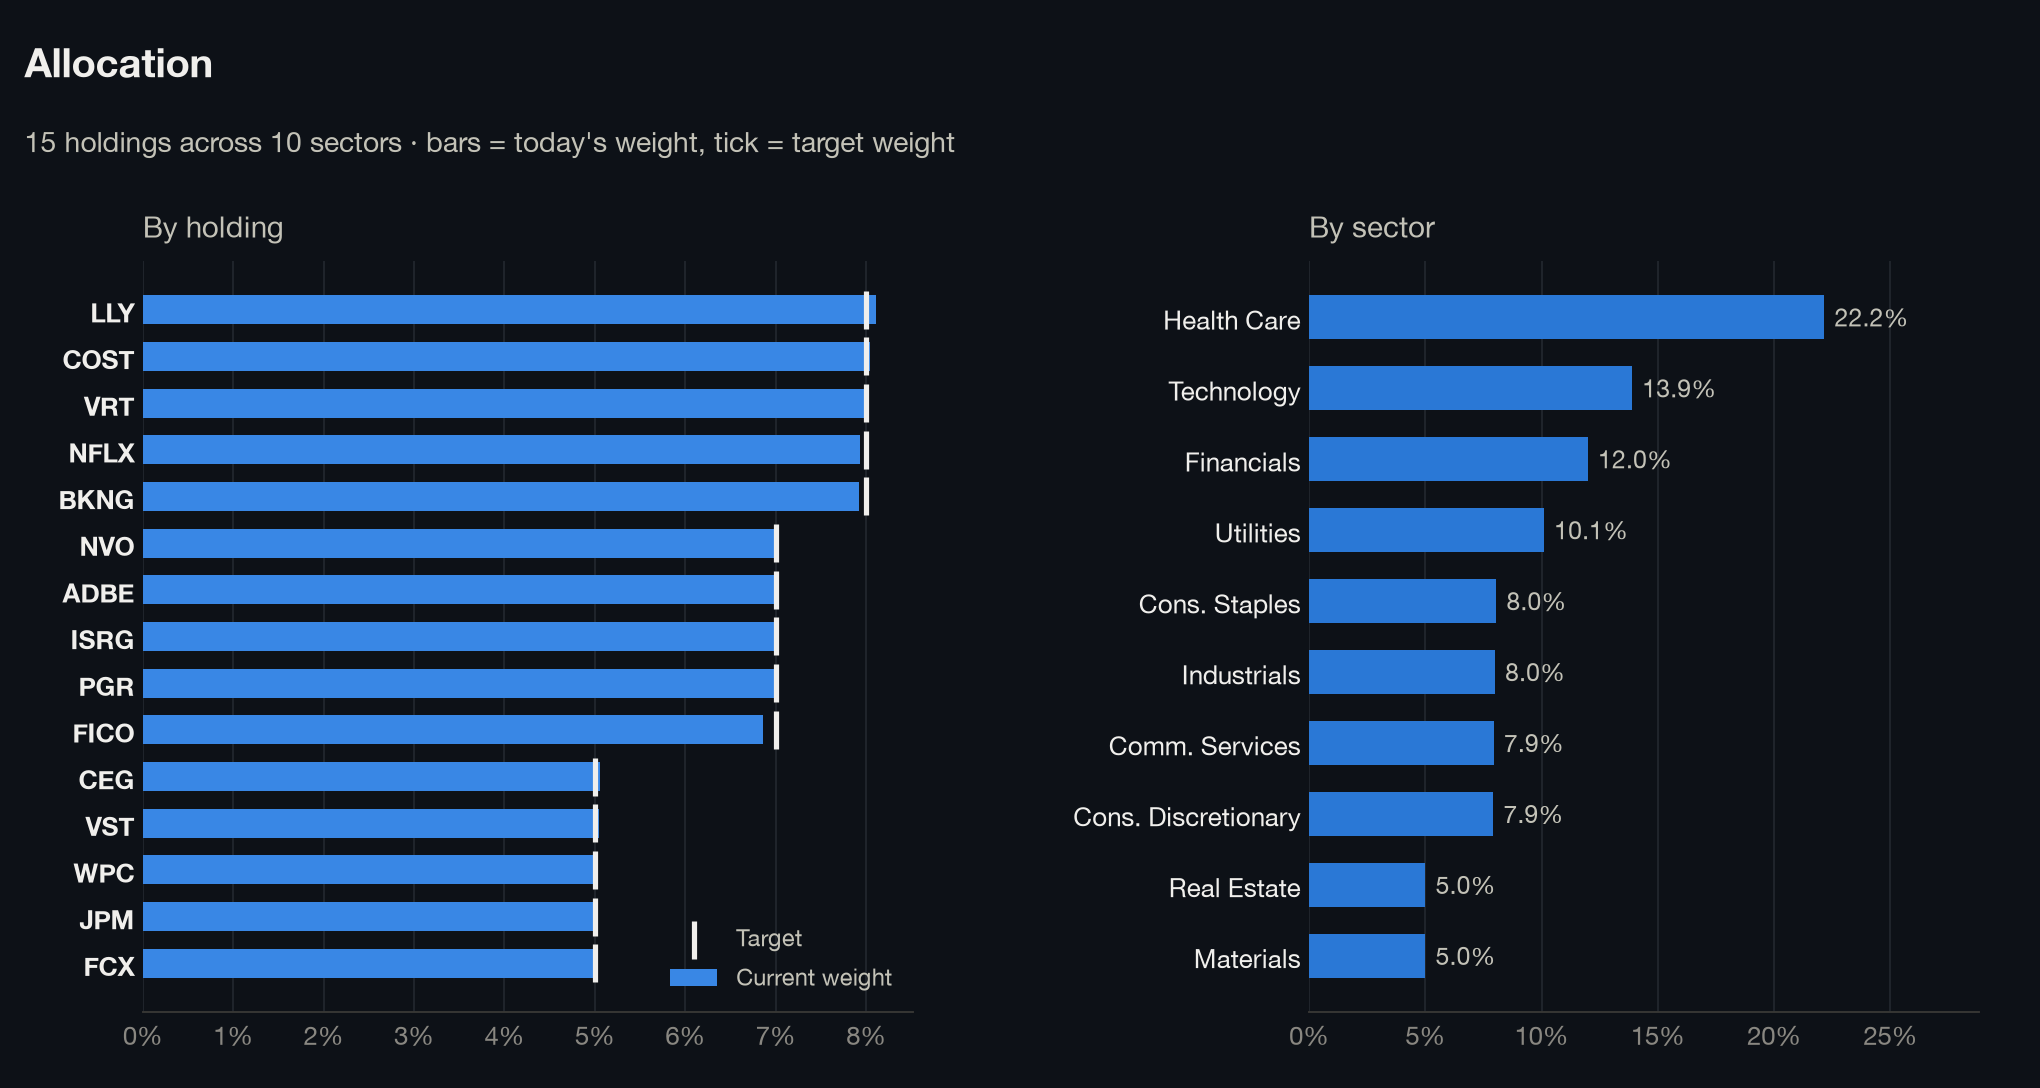 Allocation
15 holdings across 10 sectors · bars = today's weight, tick = target weight
By holding
LLY
COST
VRT
NFLX
BKNG
NVO
ADBE
ISRG
PGR
FICO
CEG
VST
WPC
JPM
FCX
Target
Current weight
0% 1% 2% 3% 4% 5% 6% 7% 8%
By sector
Health Care 22.2%
Technology 13.9%
Financials 12.0%
Utilities 10.1%
Cons. Staples 8.0%
Industrials 8.0%
Comm. Services 7.9%
Cons. Discretionary 7.9%
Real Estate 5.0%
Materials 5.0%
0% 5% 10% 15% 20% 25%